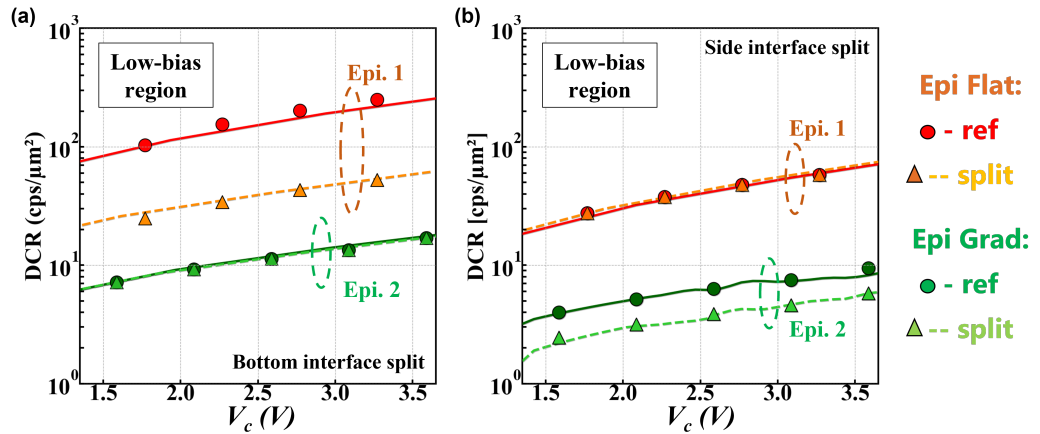 (a)
10³
10²
10¹
10⁰
DCR (cps/µm²)
Low-bias
region
Epi. 1
Epi. 2
Bottom interface split
1.5 2.0 2.5 3.0 3.5
V_c (V)
(b)
10³
10²
10¹
10⁰
DCR [cps/µm²]
Low-bias
region
Side interface split
Epi. 1
Epi. 2
1.5 2.0 2.5 3.0 3.5
V_c (V)
Epi Flat:
- ref
-- split
Epi Grad:
- ref
-- split